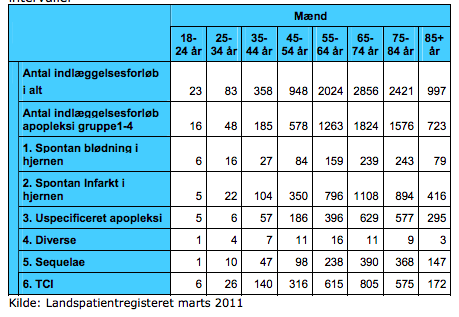 Mænd
18-24 år 25-34 år 35-44 år 45-54 år 55-64 år 65-74 år 75-84 år 85+ år
Antal indlæggelsesforløb i alt 23 83 358 948 2024 2856 2421 997
Antal indlæggelsesforløb apopleksi gruppe1-4 16 48 185 578 1263 1824 1576 723
1. Spontan blødning i hjernen 6 16 27 84 159 239 243 79
2. Spontan Infarkt i hjernen 5 22 104 350 796 1108 894 416
3. Uspecificeret apopleksi 5 6 57 186 396 629 577 295
4. Diverse 1 4 7 11 16 11 9 3
5. Sequelae 1 10 47 98 238 390 368 147
6. TCI 6 26 140 316 615 805 575 172
Kilde: Landspatientregisteret marts 2011